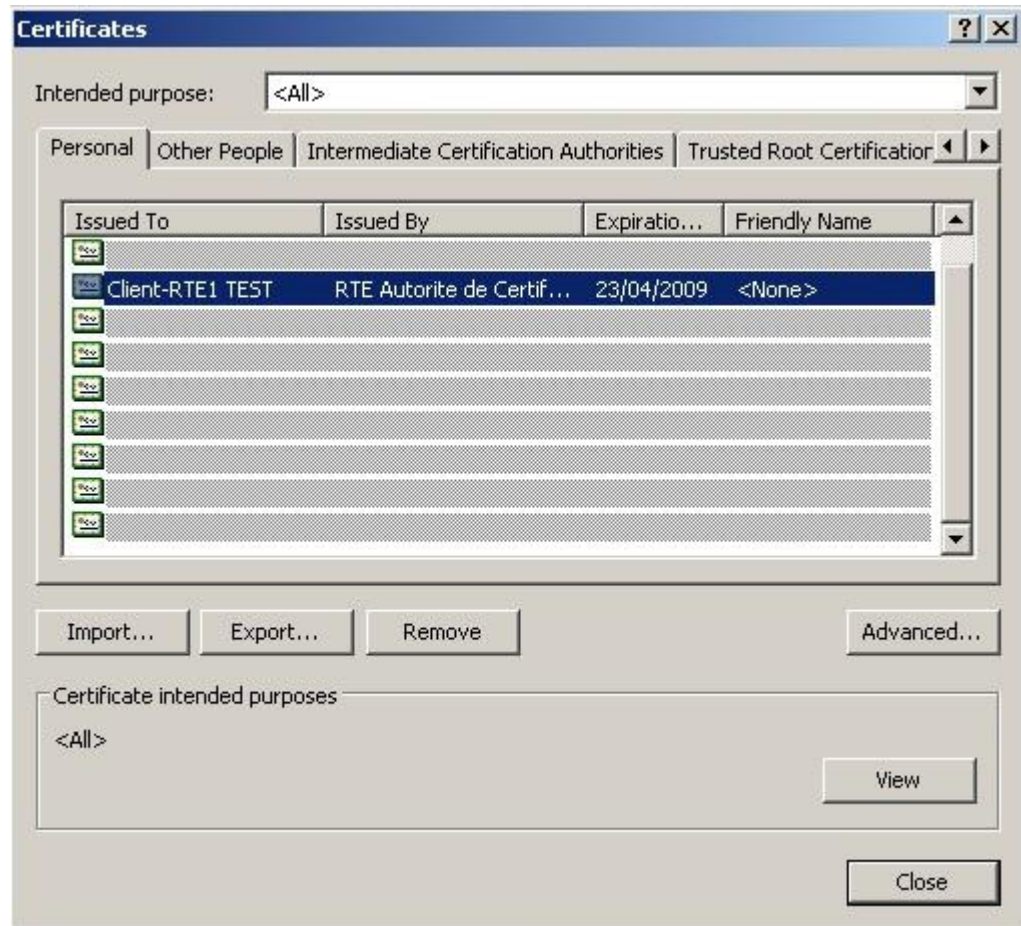 Certificates
Intended purpose: <All>
Personal Other People Intermediate Certification Authorities Trusted Root Certification
Issued To Issued By Expiratio... Friendly Name
Client-RTE1 TEST RTE Autorite de Certif... 23/04/2009 <None>
Import... Export... Remove Advanced...
Certificate intended purposes
<All>
View
Close